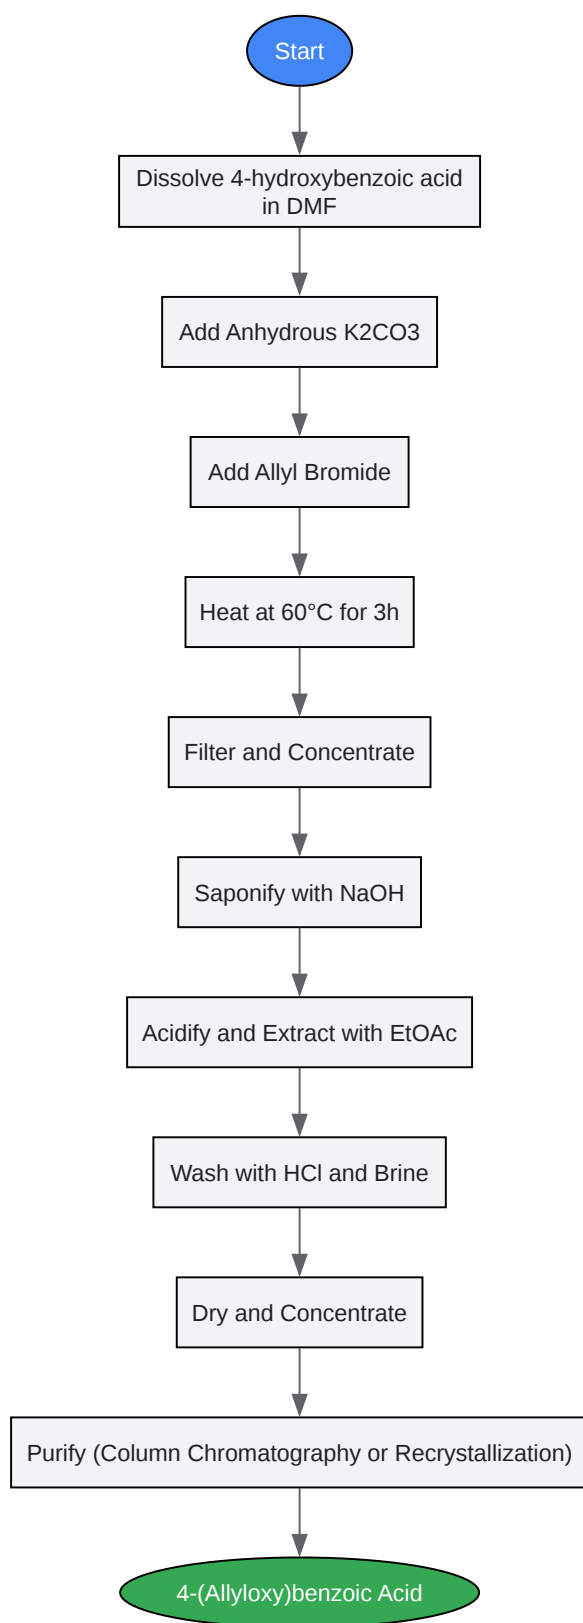 Start
Dissolve 4-hydroxybenzoic acid
in DMF
Add Anhydrous K2CO3
Add Allyl Bromide
Heat at 60°C for 3h
Filter and Concentrate
Saponify with NaOH
Acidify and Extract with EtOAc
Wash with HCl and Brine
Dry and Concentrate
Purify (Column Chromatography or Recrystallization)
4-(Allyloxy)benzoic Acid